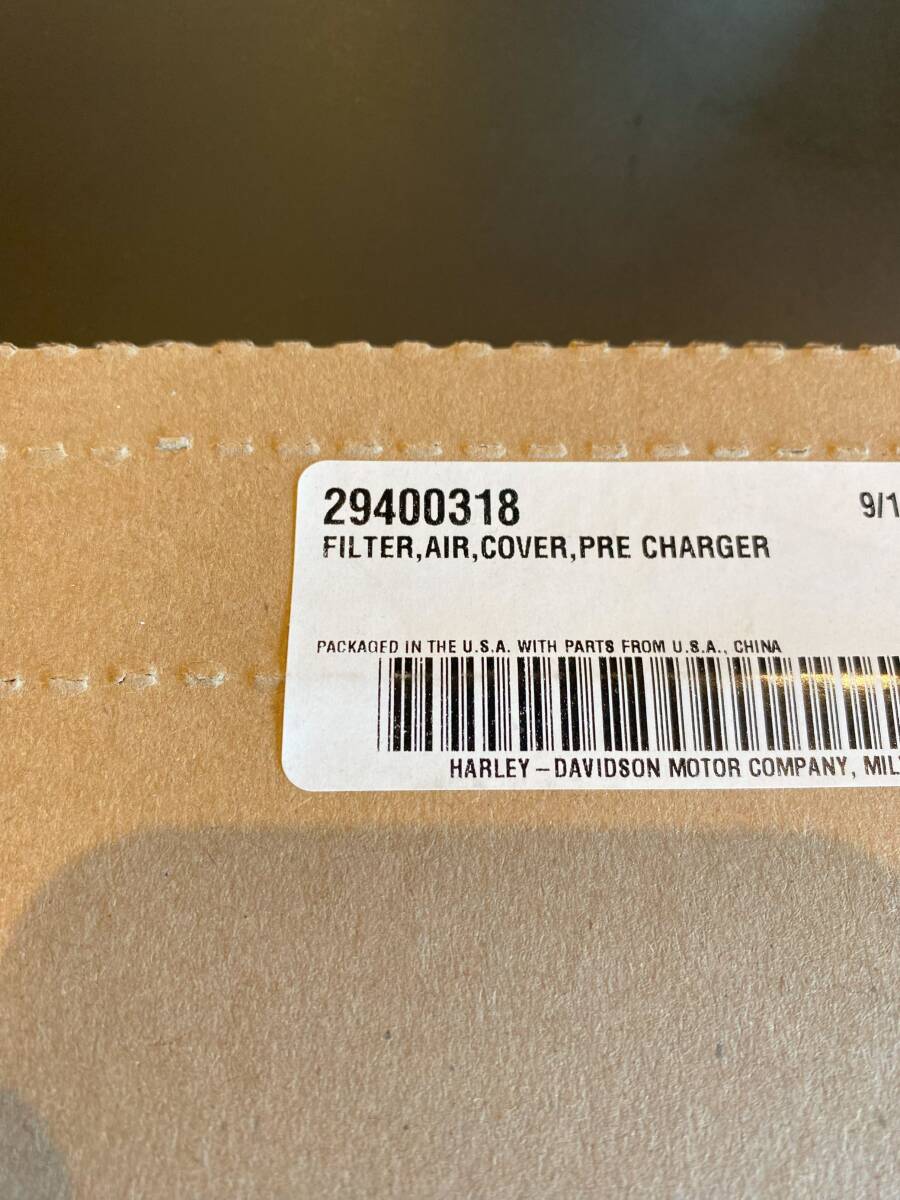 29400318 9/1
FILTER,AIR,COVER,PRE CHARGER
PACKAGED IN THE U.S.A. WITH PARTS FROM U.S.A., CHINA
HARLEY-DAVIDSON MOTOR COMPANY,